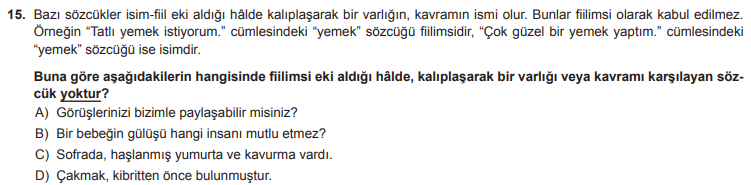 15. Bazı sözcükler isim-fiil eki aldığı hâlde kalıplaşarak bir varlığın, kavramın ismi olur. Bunlar fiilimsi olarak kabul edilmez.
Örneğin “Tatlı yemek istiyorum.” cümlesindeki “yemek” sözcüğü fiilimsidir, “Çok güzel bir yemek yaptım.” cümlesindeki
“yemek” sözcüğü ise isimdir.
Buna göre aşağıdakilerin hangisinde fiilimsi eki aldığı hâlde, kalıplaşarak bir varlığı veya kavramı karşılayan söz-
cük yoktur?
A) Görüşlerinizi bizimle paylaşabilir misiniz?
B) Bir bebeğin gülüşü hangi insanı mutlu etmez?
C) Sofrada, haşlanmış yumurta ve kavurma vardı.
D) Çakmak, kibritten önce bulunmuştur.